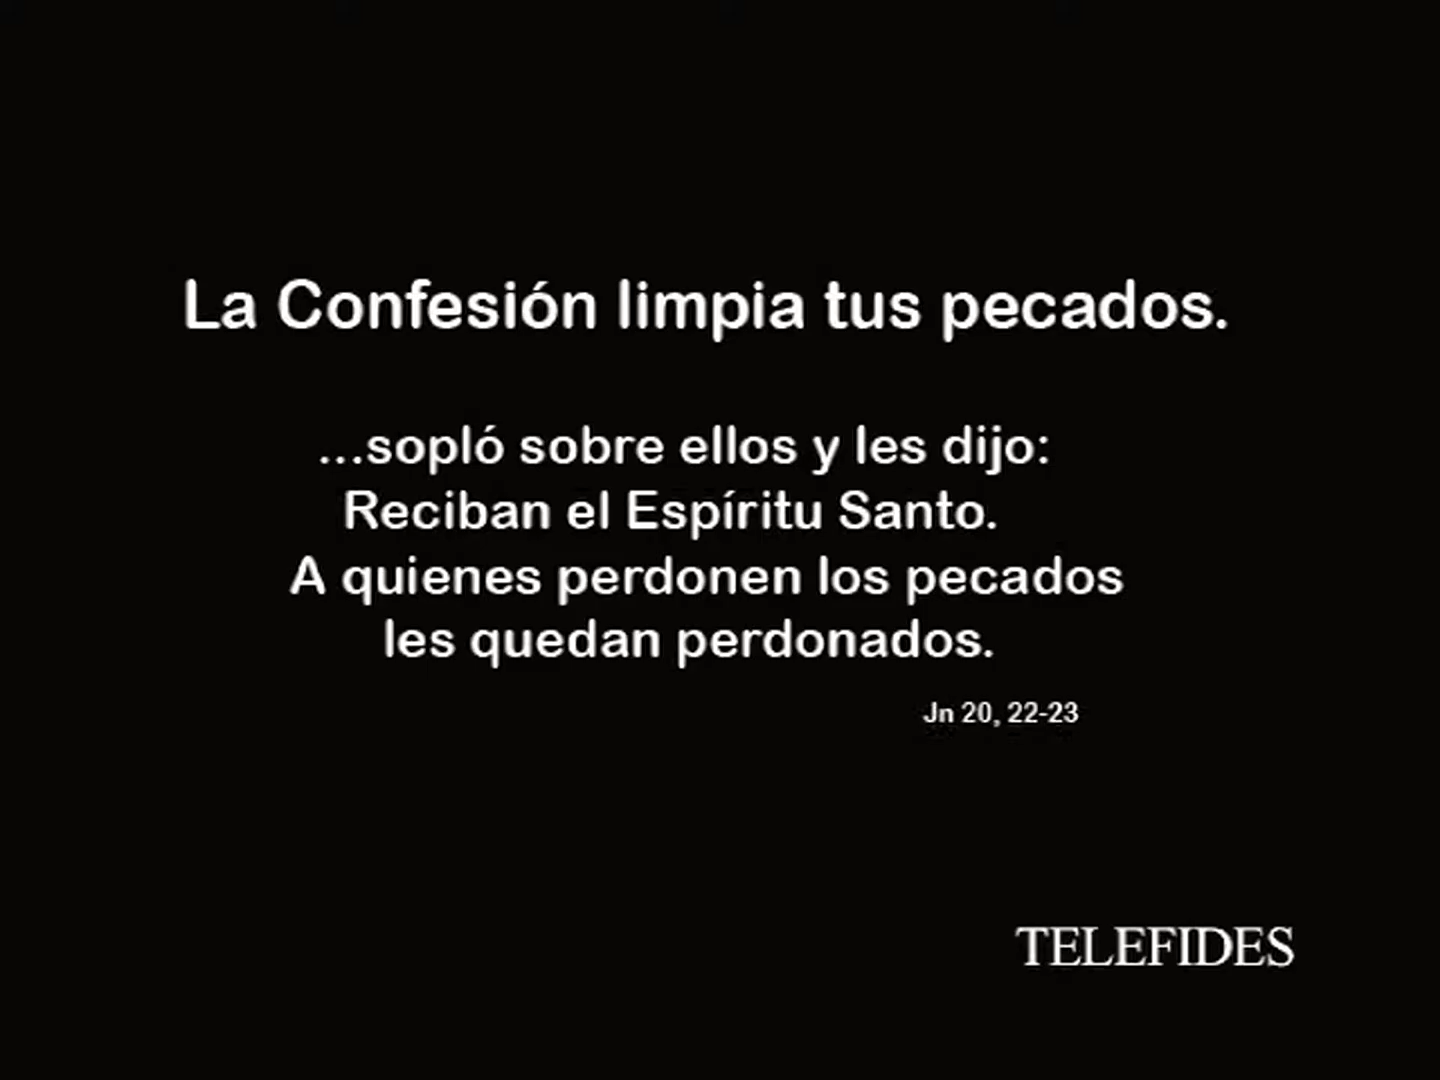 La Confesión limpia tus pecados.
...sopló sobre ellos y les dijo:
Reciban el Espíritu Santo.
A quienes perdonen los pecados
les quedan perdonados.
Jn 20, 22-23
TELEFIDES